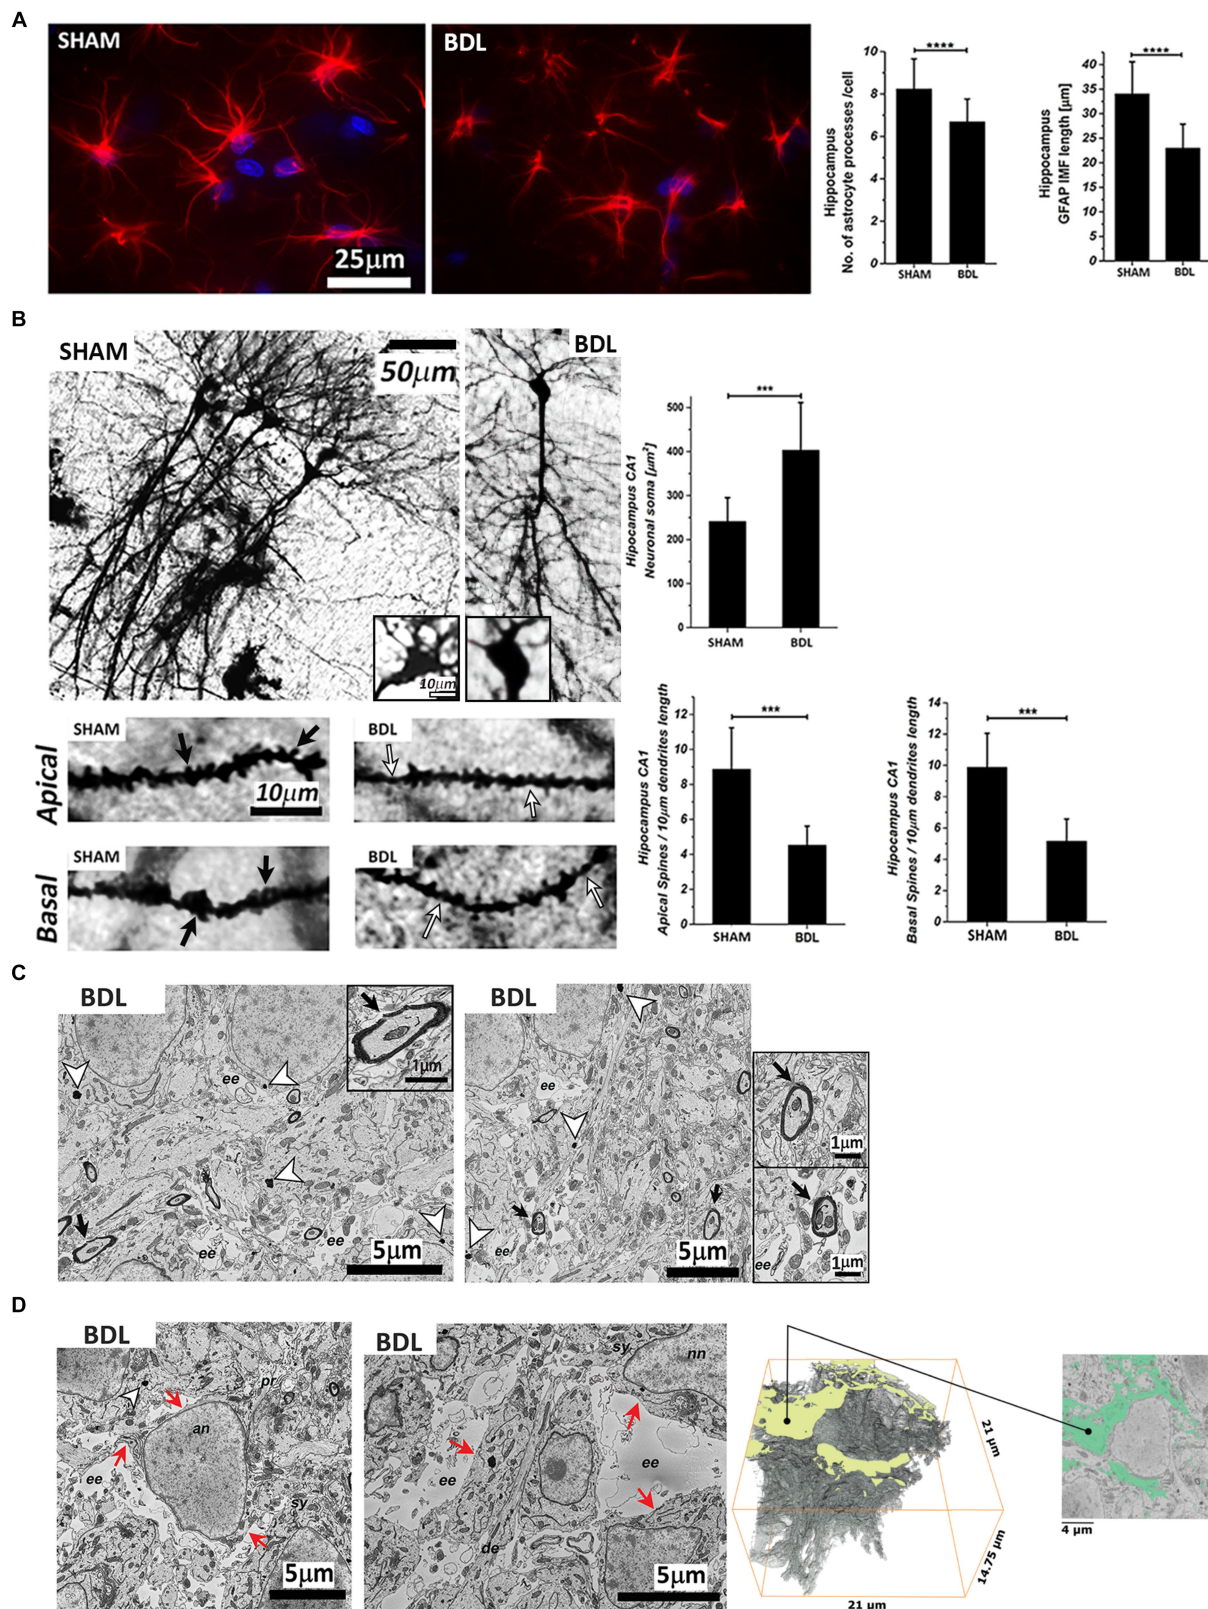 A
SHAM
25μm
BDL
Hippocampus
No. of astrocyte processes /cell
10
8
6
4
2
0
****
SHAM
BDL
Hippocampus
GFAP IMF length [μm]
40
35
30
25
20
15
10
5
0
****
SHAM
BDL
B
SHAM
50μm
10μm
BDL
Hipocampus CA1
Neuronal soma [μm²]
500
400
300
200
100
0
***
SHAM
BDL
Apical
SHAM
10μm
BDL
Basal
SHAM
BDL
Hipocampus CA1
Apical Spines / 10μm dendrites length
12
10
8
6
4
2
0
***
SHAM
BDL
Hipocampus CA1
Basal Spines / 10μm dendrites length
14
12
10
8
6
4
2
0
***
SHAM
BDL
C
BDL
1μm
ee
ee
ee
5μm
BDL
ee
ee
5μm
1μm
ee
1μm
D
BDL
pr
an
ee
sy
5μm
BDL
sy
nn
ee
ee
de
5μm
21 μm
14.75 μm
21 μm
4 μm